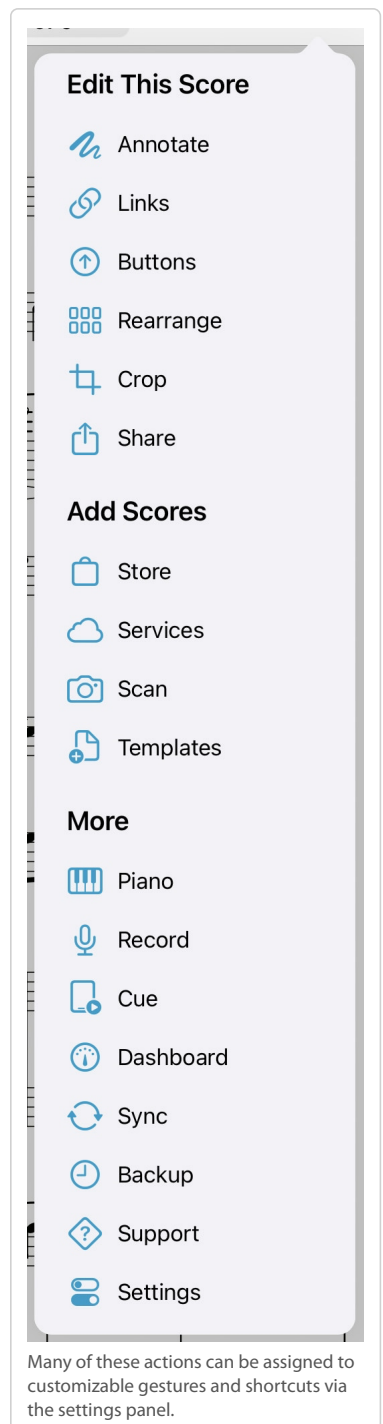 Edit This Score
Annotate
Links
Buttons
Rearrange
Crop
Share
Add Scores
Store
Services
Scan
Templates
More
Piano
Record
Cue
Dashboard
Sync
Backup
Support
Settings
Many of these actions can be assigned to
customizable gestures and shortcuts via
the settings panel.